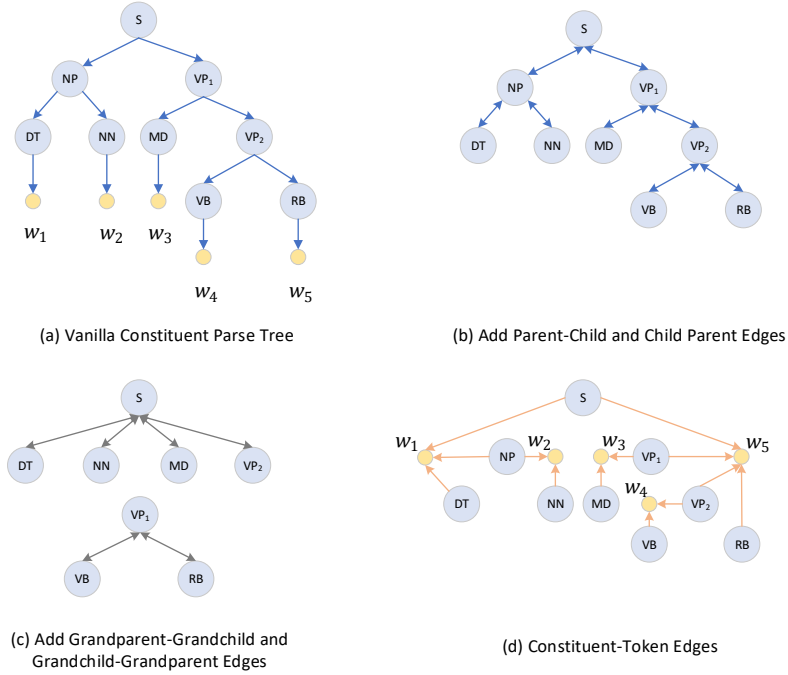 S
NP
VP1
DT
NN
MD
VP2
VB
RB
w1
w2
w3
w4
w5
(a) Vanilla Constituent Parse Tree
S
NP
VP1
DT
NN
MD
VP2
VB
RB
(b) Add Parent-Child and Child Parent Edges
S
DT
NN
MD
VP2
VP1
VB
RB
(c) Add Grandparent-Grandchild and
Grandchild-Grandparent Edges
S
w1
w2
w3
w5
NP
VP1
w4
DT
NN
MD
VP2
VB
RB
(d) Constituent-Token Edges